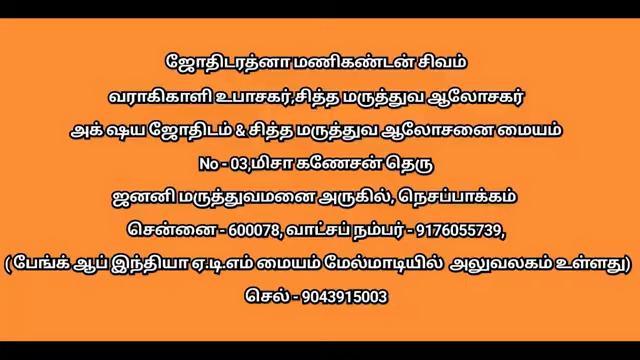 ஜோதிடரத்னா மணிகண்டன் சிவம்
வராகிகாளி உபாசகர்,சித்த மருத்துவ ஆலோசகர்
அக் ஷய ஜோதிடம் & சித்த மருத்துவ ஆலோசனை மையம்
No - 03,மிசா கணேசன் தெரு
ஜனனி மருத்துவமனை அருகில், நெசப்பாக்கம்
சென்னை - 600078, வாட்சப் நம்பர் - 9176055739,
(பேங்க் ஆப் இந்தியா ஏ.டி.எம் மையம் மேல்மாடியில் அலுவலகம் உள்ளது)
செல் - 9043915003